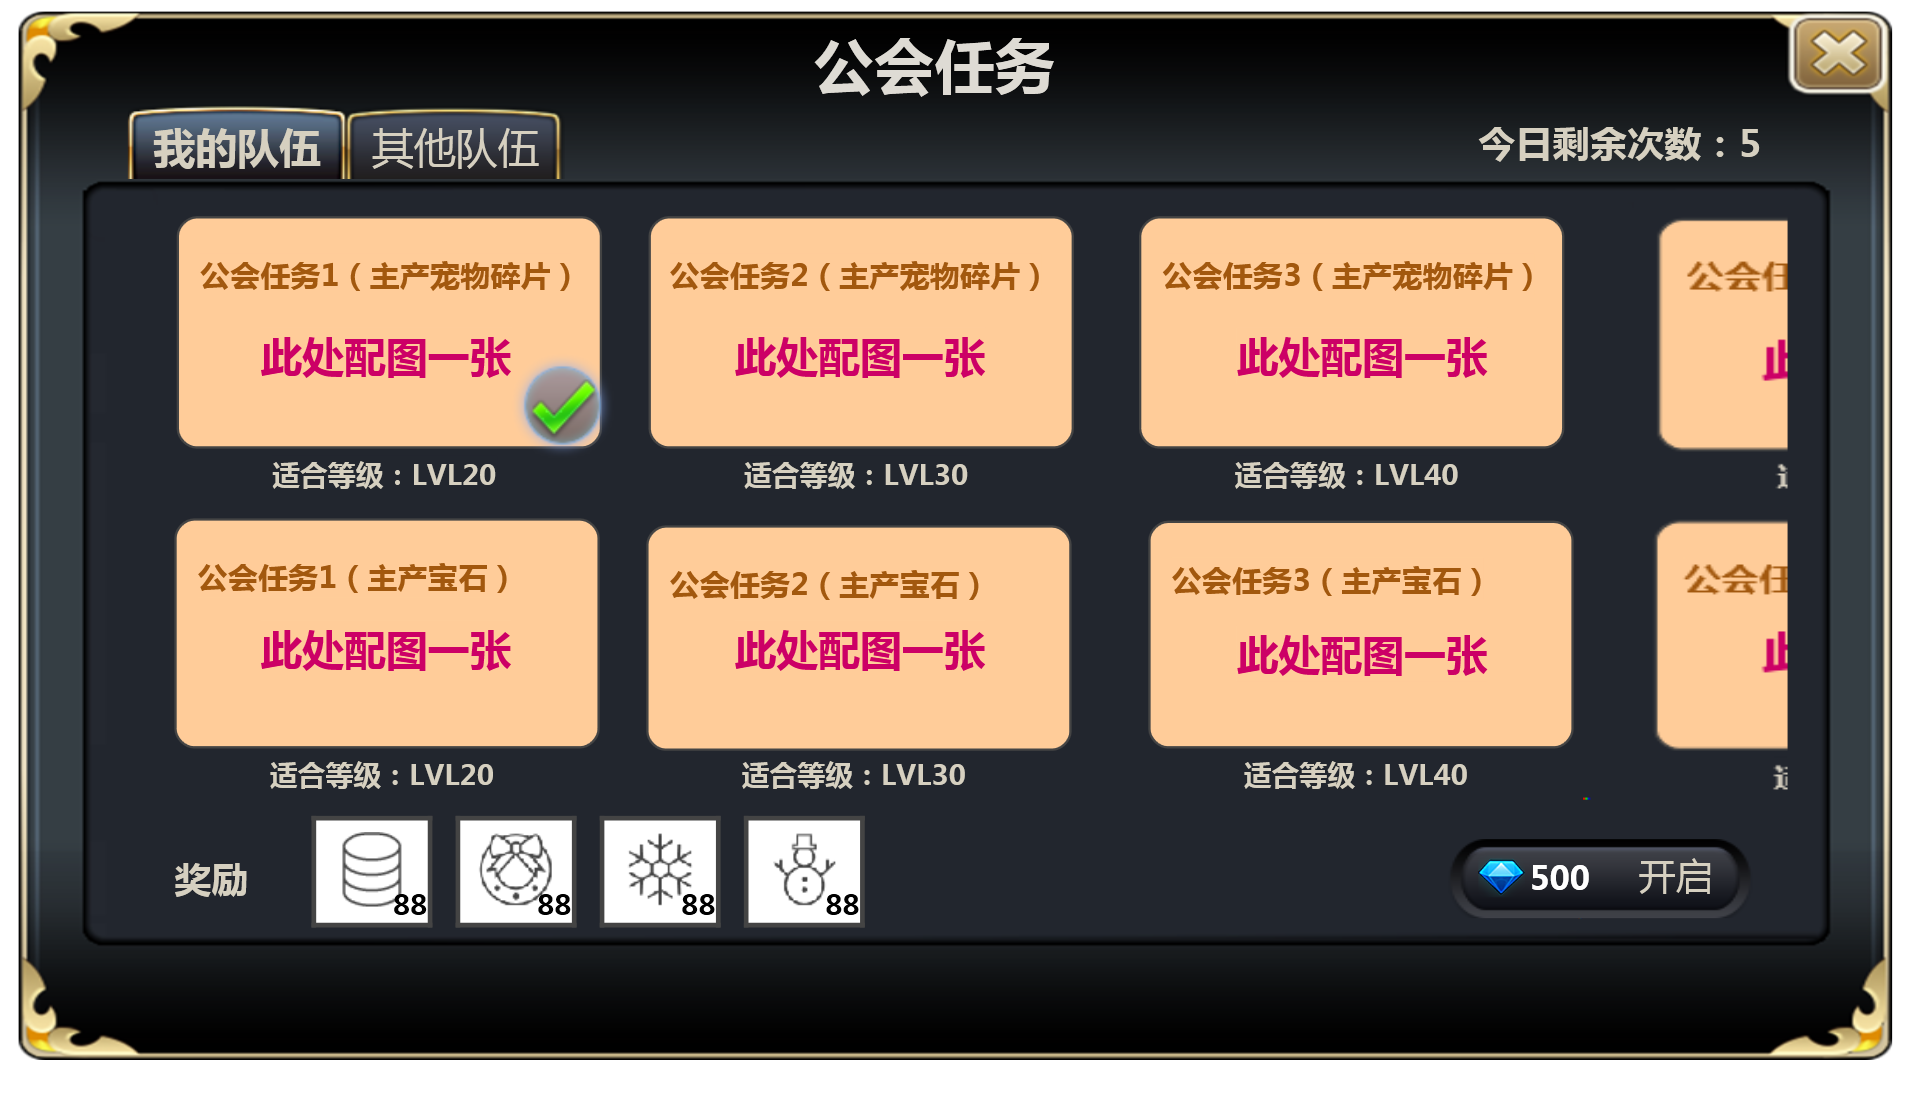 公会任务
我的队伍 其他队伍 今日剩余次数：5
公会任务1（主产宠物碎片） 公会任务2（主产宠物碎片） 公会任务3（主产宠物碎片） 公会任
此处配图一张 此处配图一张 此处配图一张 此
适合等级：LVL20 适合等级：LVL30 适合等级：LVL40 适
公会任务1（主产宝石） 公会任务2（主产宝石） 公会任务3（主产宝石） 公会任
此处配图一张 此处配图一张 此处配图一张 此
适合等级：LVL20 适合等级：LVL30 适合等级：LVL40 适
奖励 88 88 88 88 500 开启